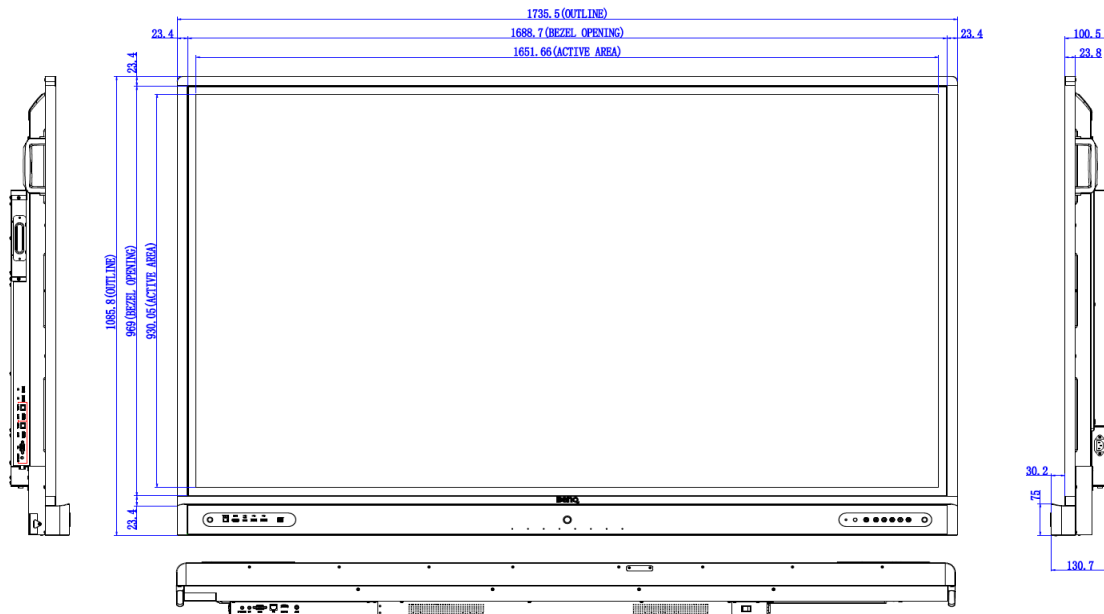 1735.5(OUTLINE)
23.4
1688.7(BEZEL OPENING)
23.4
100.5
1651.66(ACTIVE AREA)
23.8
23.4
1085.8(OUTLINE)
969(BEZEL OPENING)
930.05(ACTIVE AREA)
30.2
75
BenQ
23.4
130.7